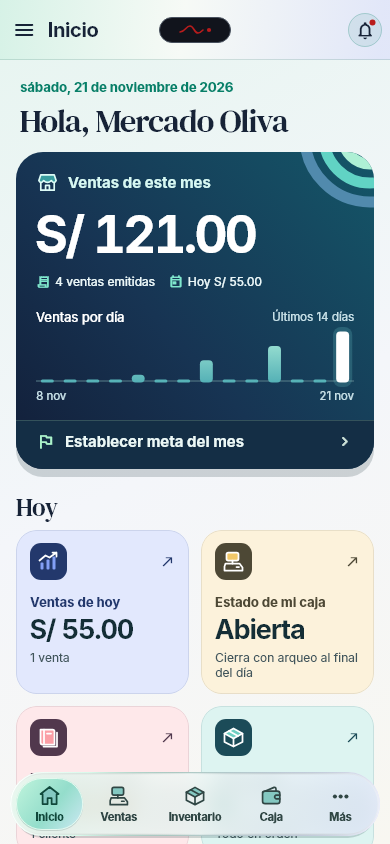 Inicio
sábado, 21 de noviembre de 2026
Hola, Mercado Oliva
Ventas de este mes
S/ 121.00
4 ventas emitidas Hoy S/ 55.00
Ventas por día Últimos 14 días
8 nov 21 nov
Establecer meta del mes
Hoy
Ventas de hoy
S/ 55.00
1 venta
Estado de mi caja
Abierta
Cierra con arqueo al final
del día
Inicio Ventas Inventario Caja Más